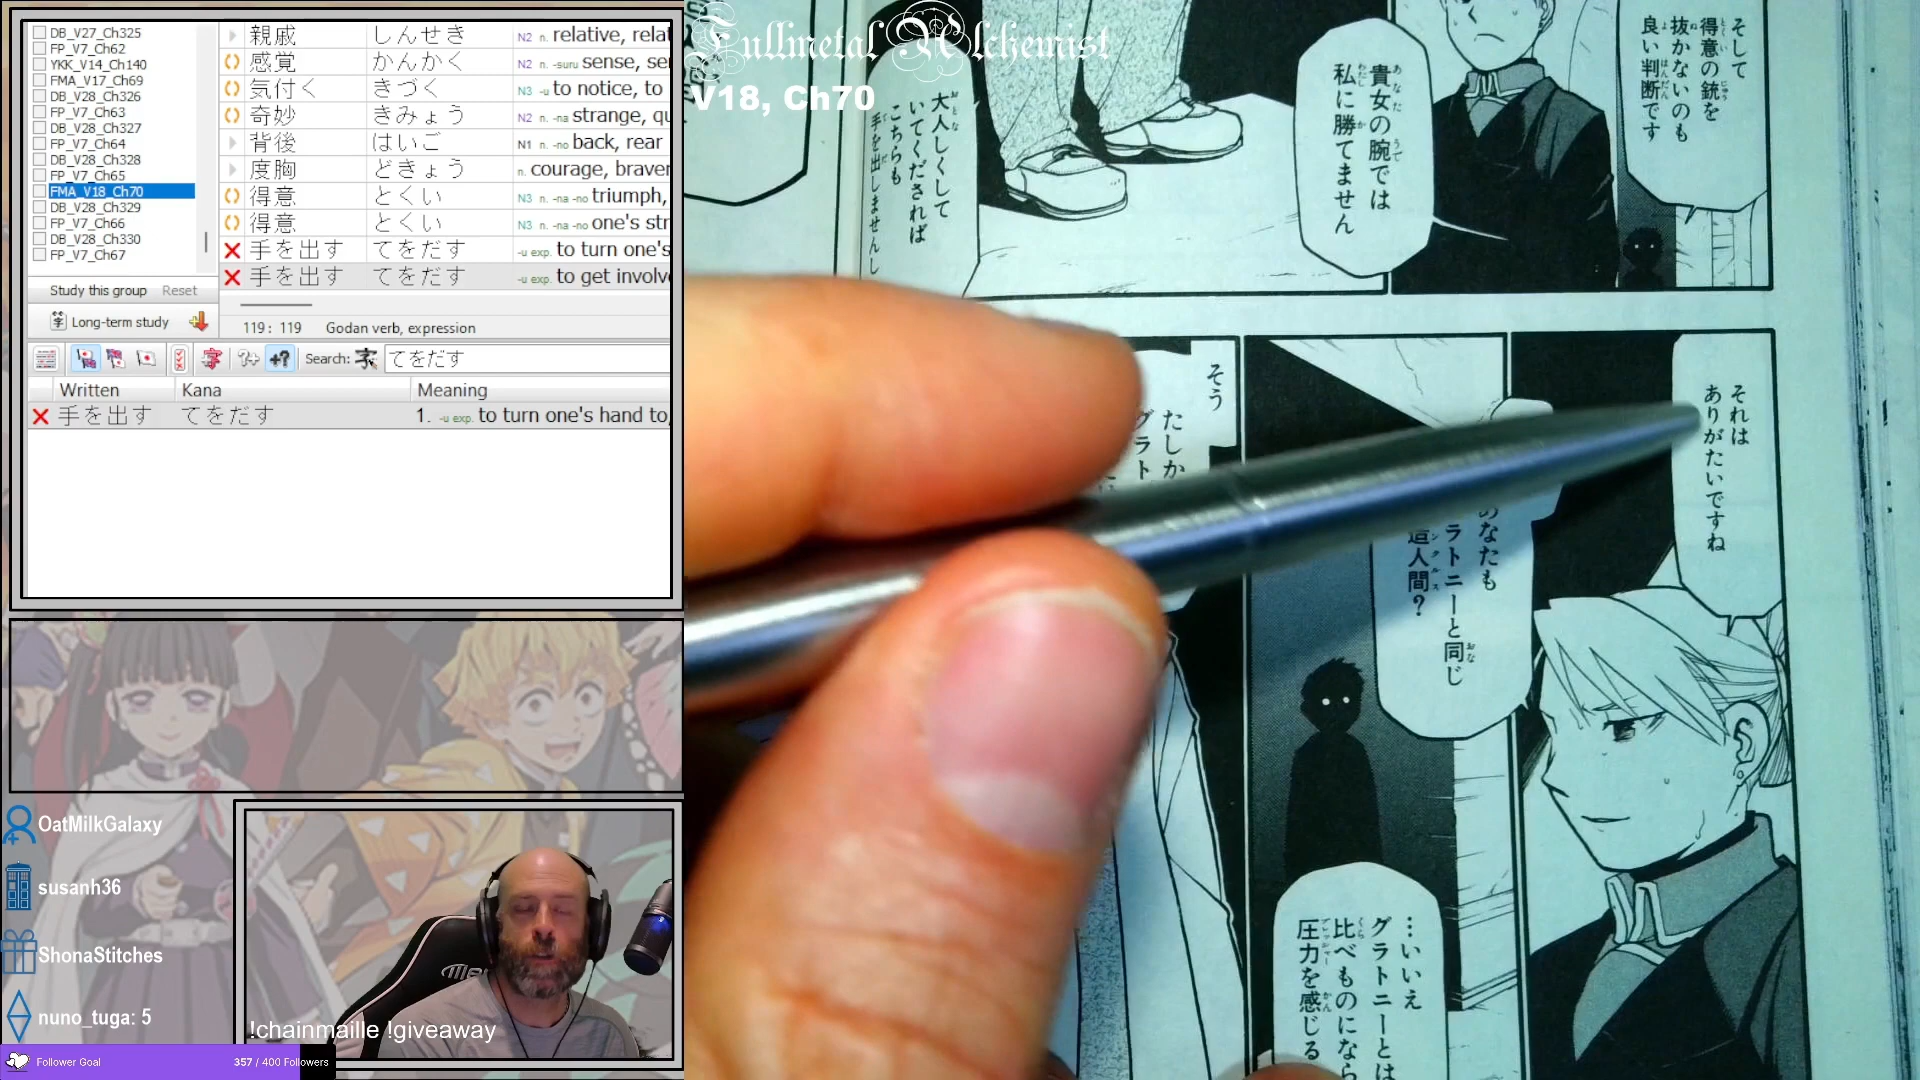 DB_V27_Ch325
FP_V7_Ch62
YKK_V14_Ch140
FMA_V17_Ch69
DB_V28_Ch326
FP_V7_Ch63
DB_V28_Ch327
FP_V7_Ch64
DB_V28_Ch328
FP_V7_Ch65
FMA_V18_Ch70
DB_V28_Ch329
FP_V7_Ch66
DB_V28_Ch330
FP_V7_Ch67
Study this group Reset
Long-term study
親戚 しんせき N2 n. relative, relat
感覚 かんかく N2 n. -suru sense, se
気付く きづく N3 -u to notice, to
奇妙 きみょう N2 n. -na strange, qu
背後 はいご N1 n. -no back, rear
度胸 どきょう n. courage, braver
得意 とくい N3 n. -na -no triumph,
得意 とくい N3 n. -na -no one's str
手を出す てをだす -u exp. to turn one's
手を出す てをだす -u exp. to get involv
119: 119 Godan verb, expression
Search: てをだす
Written Kana Meaning
手を出す てをだす 1. -u exp. to turn one's hand to,
OatMilkGalaxy
susanh36
ShonaStitches
nuno_tuga: 5
!chainmaille !giveaway
Follower Goal 357 / 400 Followers
Fullmetal Alchemist
V18, Ch70
そして
得意の銃を
抜かないのも
良い判断です
貴女の腕では
私に勝てません
大人しくして
いてくだされば
こちらも
手を出しませんし
それは
ありがたいですね
なたも
ラトニーと同じ
造人間?
…いいえ
グラトニーとは
比べものになら
圧力を感じる
そう
たしか
グラト